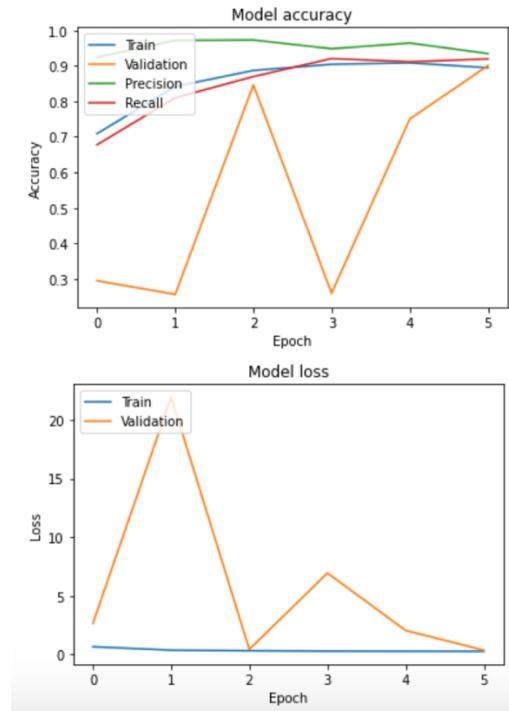 Model accuracy
1.0
0.9
0.8
0.7
0.6
0.5
0.4
0.3
Accuracy
Train
Validation
Precision
Recall
0 1 2 3 4 5
Epoch
Model loss
20
15
10
5
0
Loss
Train
Validation
0 1 2 3 4 5
Epoch